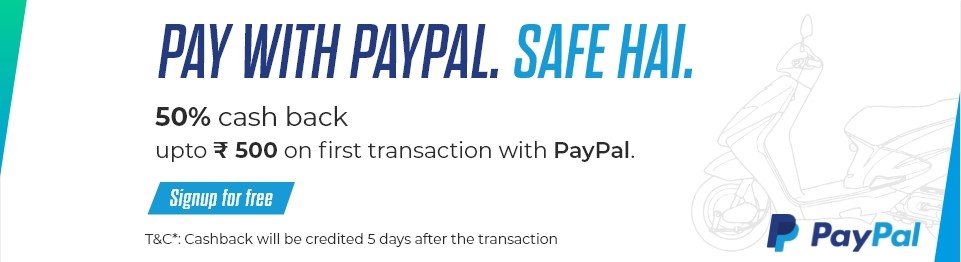 PAY WITH PAYPAL. SAFE HAI.
50% cash back
upto ₹ 500 on first transaction with PayPal.
Signup for free
T&C*: Cashback will be credited 5 days after the transaction
PayPal